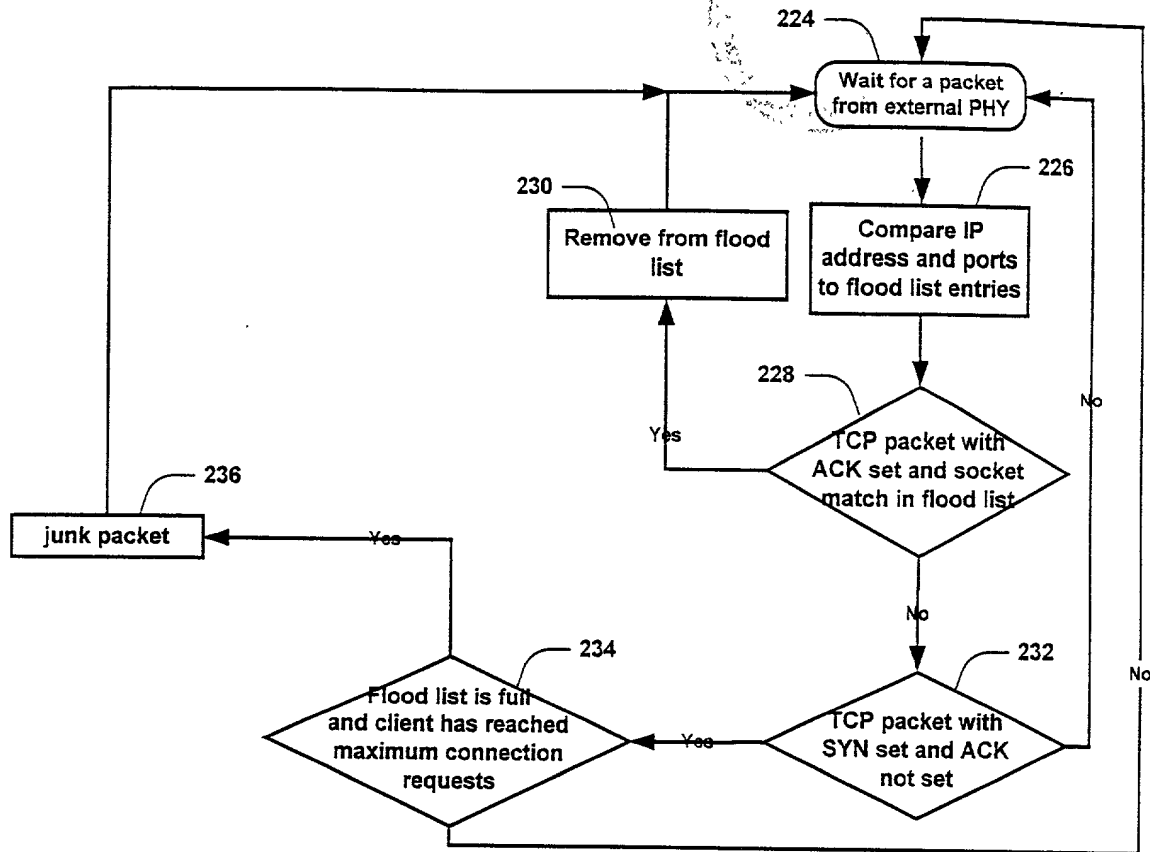 224
Wait for a packet
from external PHY
226
Compare IP
address and ports
to flood list entries
230
Remove from flood
list
228
TCP packet with
ACK set and socket
match in flood list
Yes
No
No
236
junk packet
Yes
234
Flood list is full
and client has reached
maximum connection
requests
Yes
232
TCP packet with
SYN set and ACK
not set
No